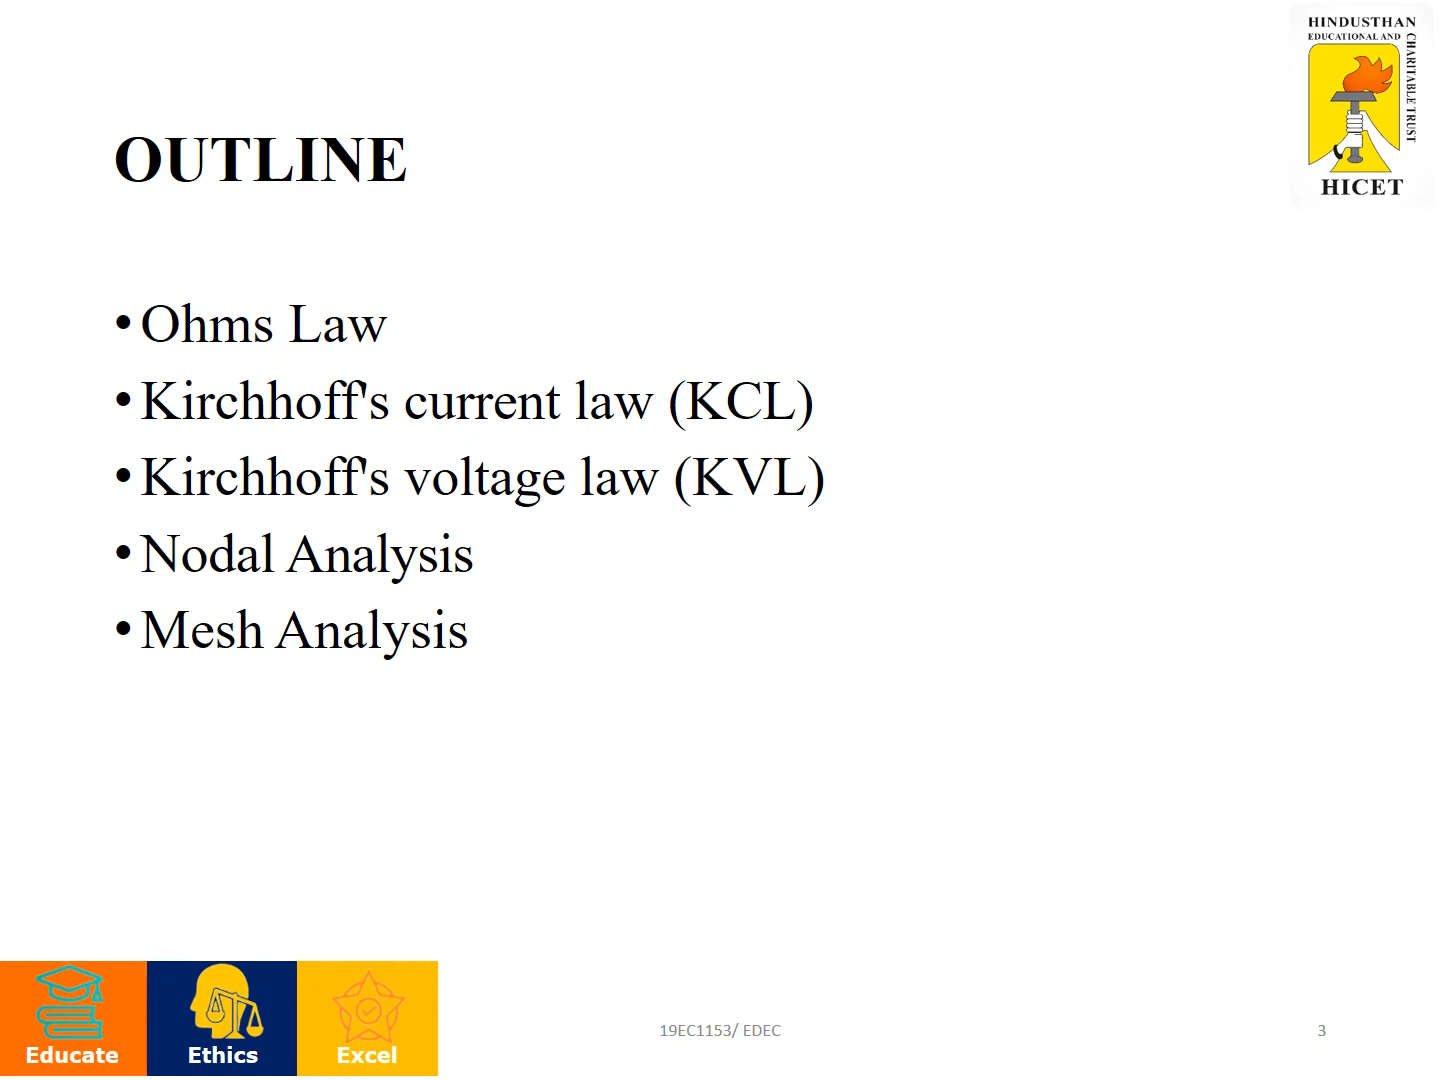 HINDUSTHAN
EDUCATIONAL AND
CHARITABLE TRUST
HICET
OUTLINE
• Ohms Law
• Kirchhoff's current law (KCL)
• Kirchhoff's voltage law (KVL)
• Nodal Analysis
• Mesh Analysis
Educate
Ethics
Excel
19EC1153/ EDEC
3